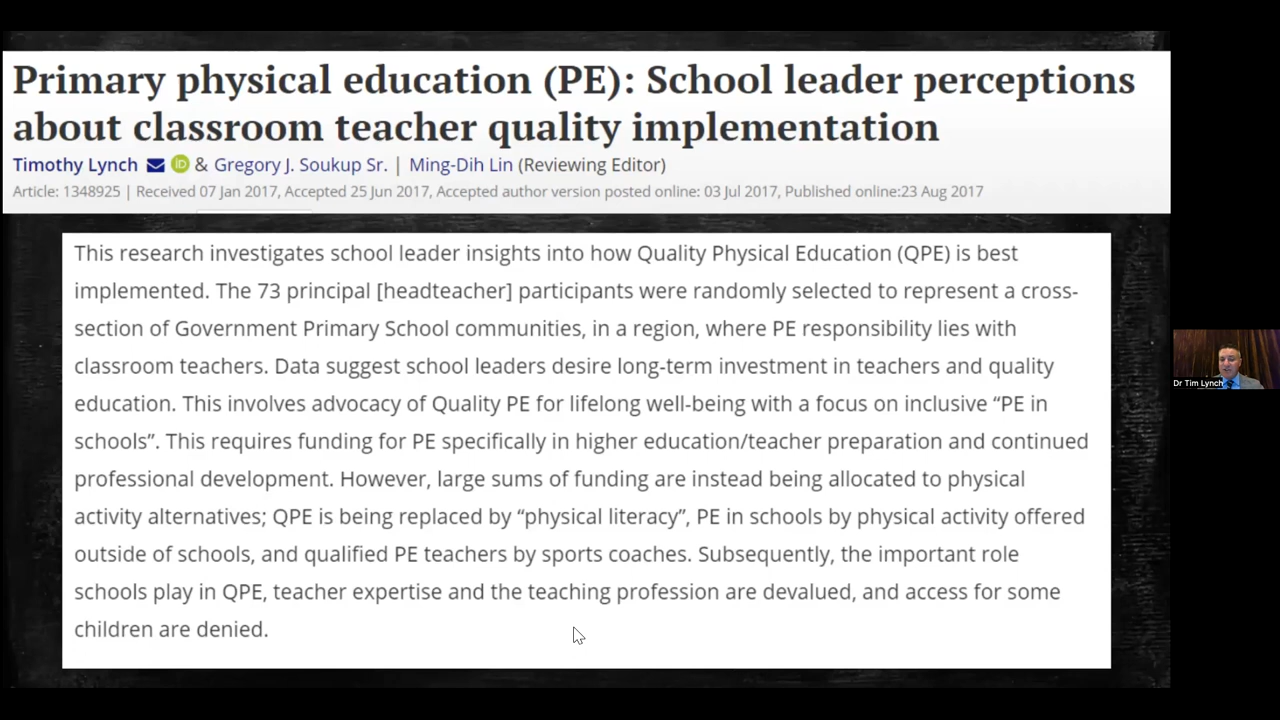 Primary physical education (PE): School leader perceptions
about classroom teacher quality implementation
Timothy Lynch iD & Gregory J. Soukup Sr. | Ming-Dih Lin (Reviewing Editor)
Article: 1348925 | Received 07 Jan 2017, Accepted 25 Jun 2017, Accepted author version posted online: 03 Jul 2017, Published online:23 Aug 2017
This research investigates school leader insights into how Quality Physical Education (QPE) is best
implemented. The 73 principal [headteacher] participants were randomly selected to represent a cross-
section of Government Primary School communities, in a region, where PE responsibility lies with
classroom teachers. Data suggest school leaders desire long-term investment in teachers and quality
education. This involves advocacy of Quality PE for lifelong well-being with a focus on inclusive “PE in
schools”. This requires funding for PE specifically in higher education/teacher preparation and continued
professional development. However, large sums of funding are instead being allocated to physical
activity alternatives; QPE is being replaced by “physical literacy”, PE in schools by physical activity offered
outside of schools, and qualified PE teachers by sports coaches. Subsequently, the important role
schools play in QPE, teacher expertise and the teaching profession are devalued, and access for some
children are denied.
Dr Tim Lynch